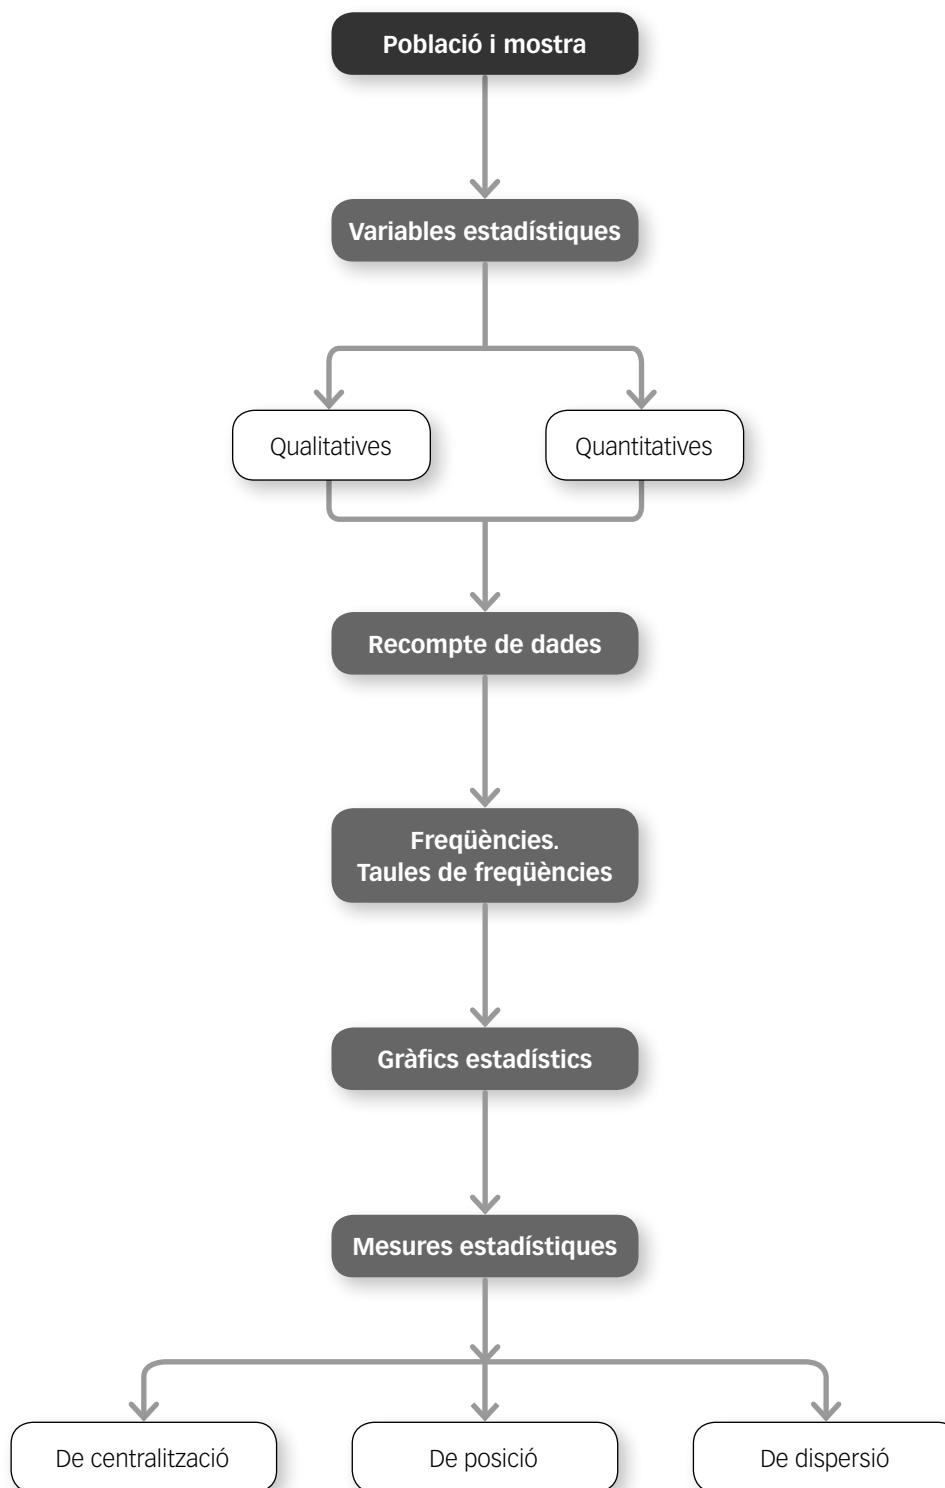 Població i mostra
Variables estadístiques
Qualitatives
Quantitatives
Recompte de dades
Freqüències.
Taules de freqüències
Gràfics estadístics
Mesures estadístiques
De centralització
De posició
De dispersió